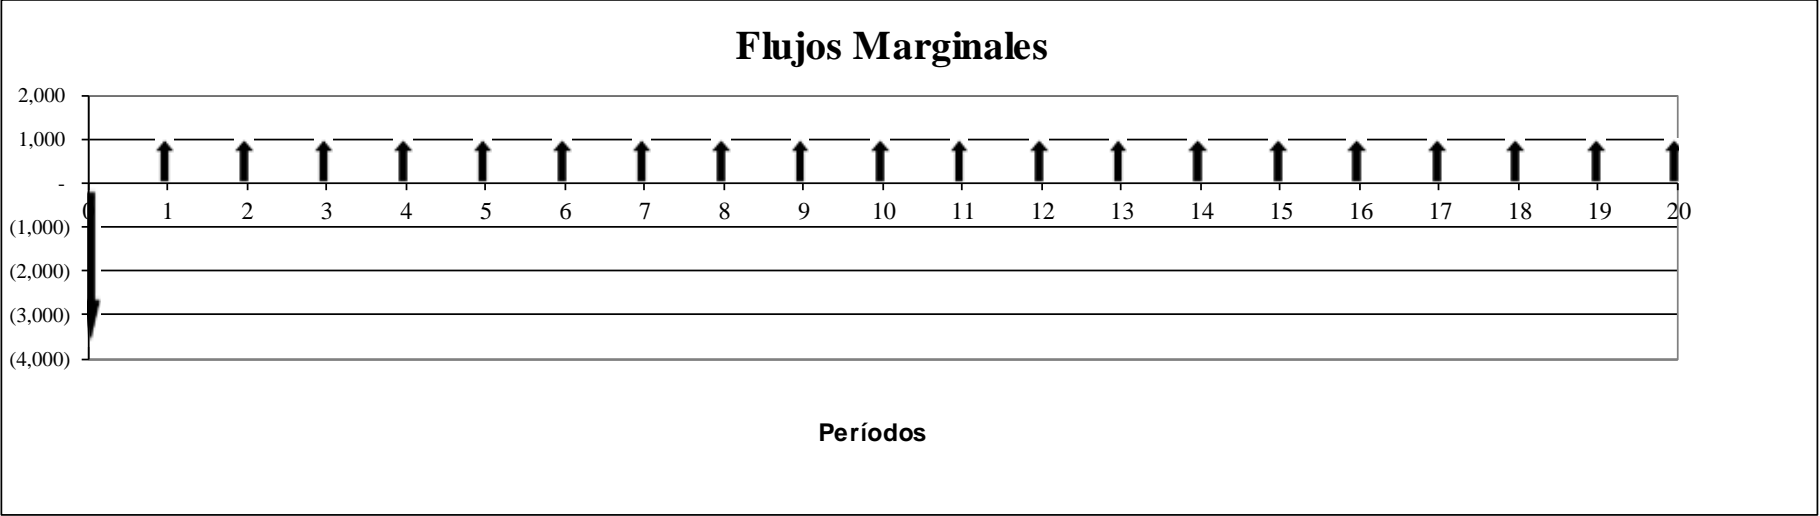 Flujos Marginales
2,000
1,000
-
0 1 2 3 4 5 6 7 8 9 10 11 12 13 14 15 16 17 18 19 20
(1,000)
(2,000)
(3,000)
(4,000)
Períodos